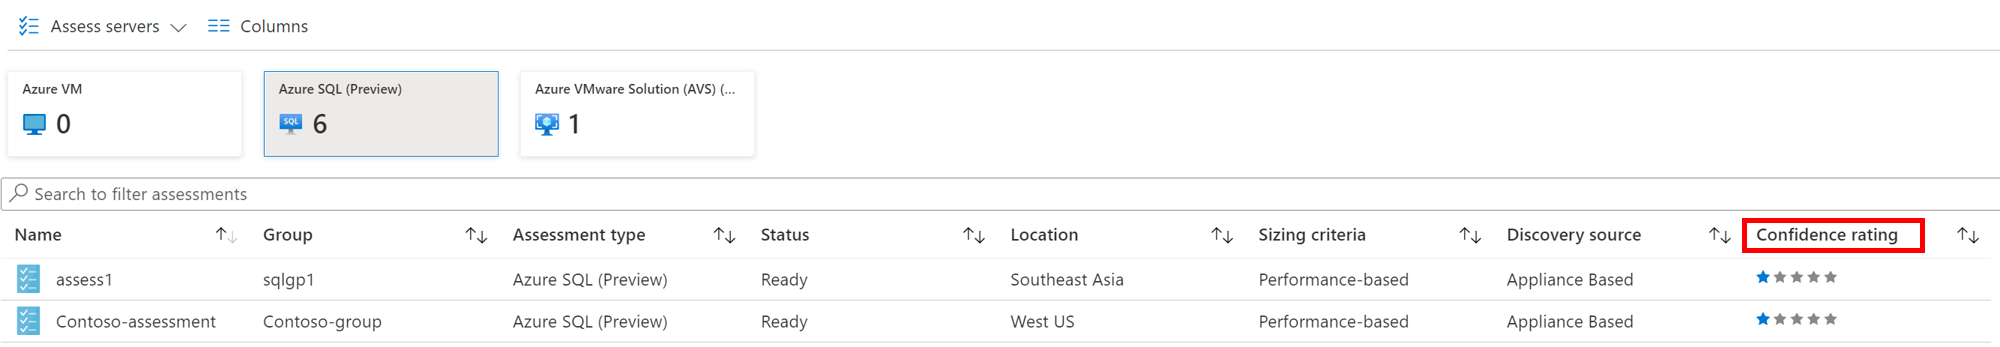 Assess servers Columns
Azure VM Azure SQL (Preview) Azure VMware Solution (AVS) (...
0 SQL 6 1
Search to filter assessments
Name Group Assessment type Status Location Sizing criteria Discovery source Confidence rating
assess1 sqlgp1 Azure SQL (Preview) Ready Southeast Asia Performance-based Appliance Based
Contoso-assessment Contoso-group Azure SQL (Preview) Ready West US Performance-based Appliance Based